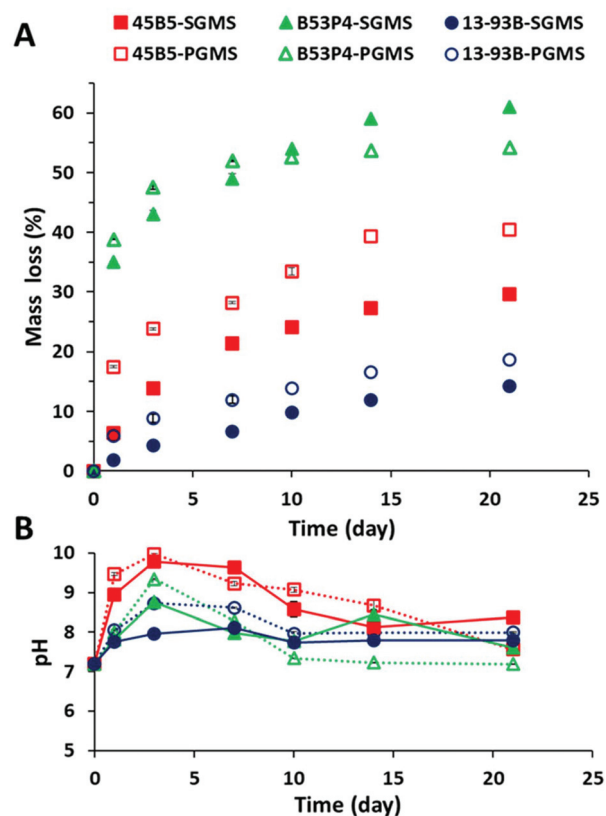 A
45B5-SGMS B53P4-SGMS 13-93B-SGMS
45B5-PGMS B53P4-PGMS 13-93B-PGMS
Mass loss (%)
60
50
40
30
20
10
0
0 5 10 15 20 25
Time (day)
B
pH
10
9
8
7
6
5
0 5 10 15 20 25
Time (day)